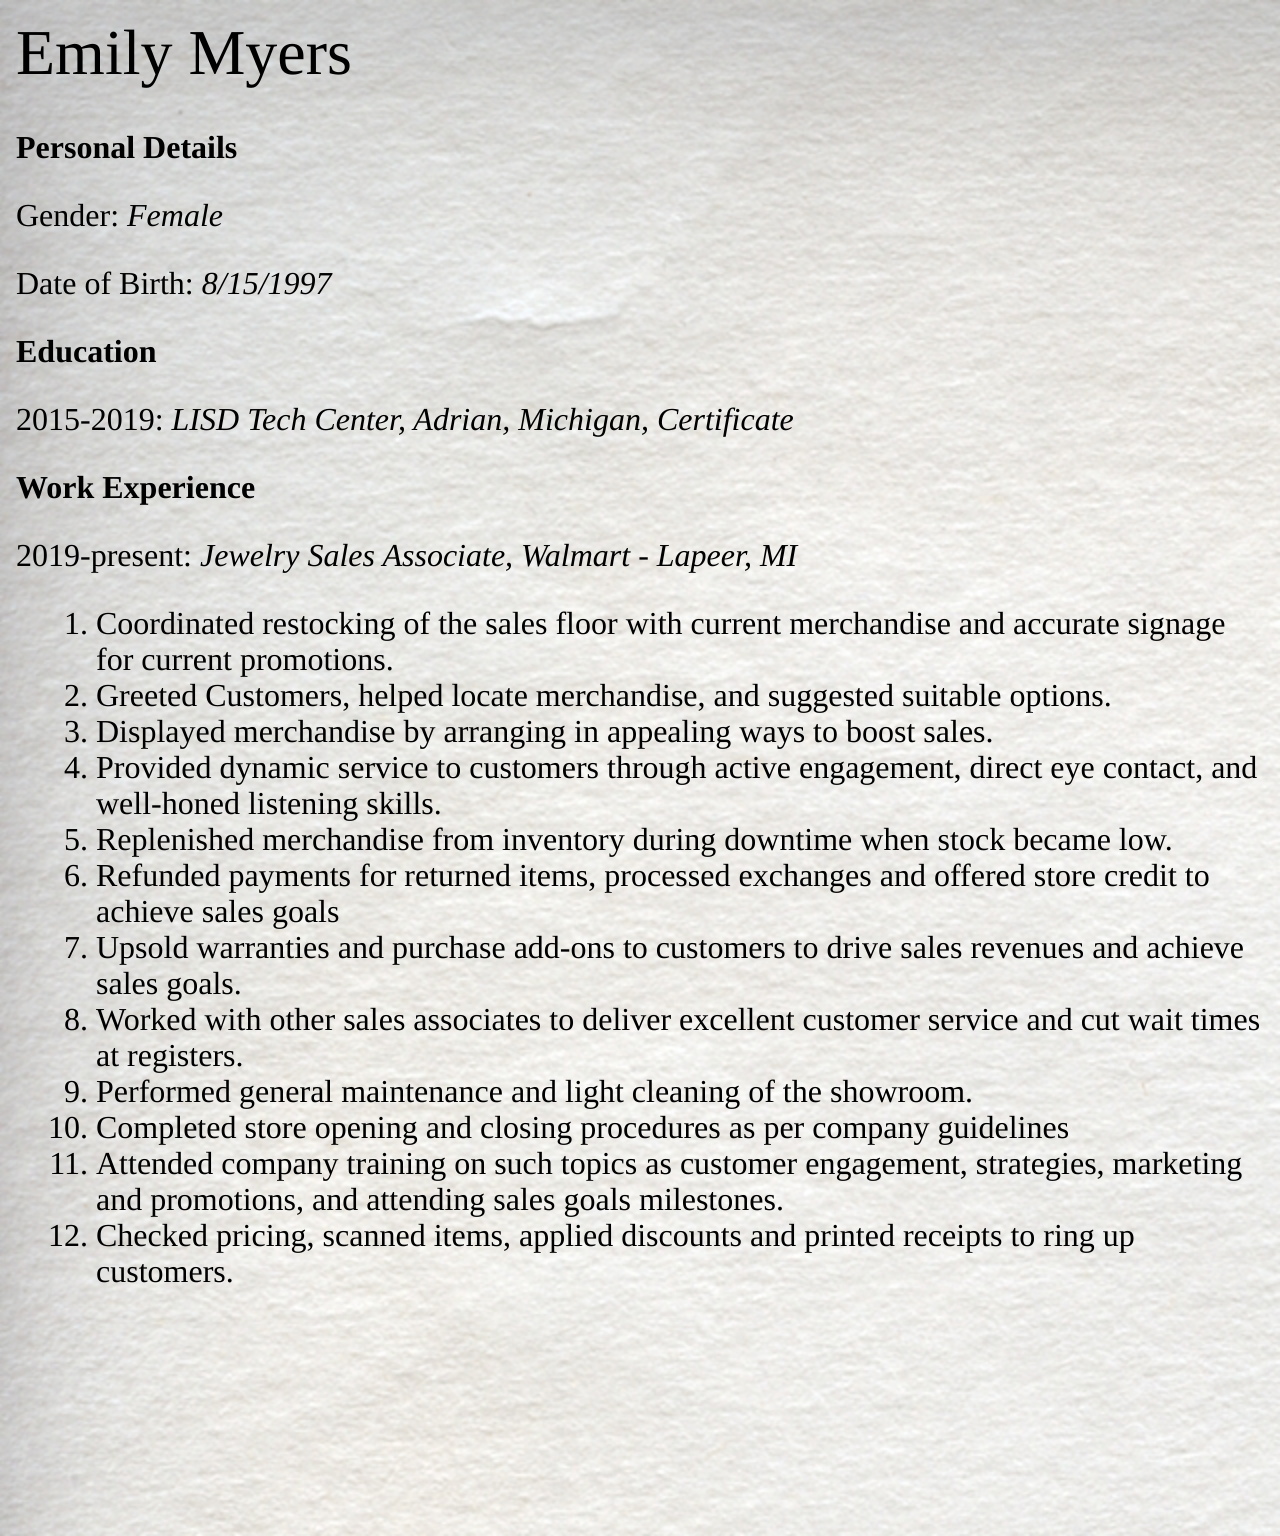 Emily Myers
Personal Details
Gender: Female
Date of Birth: 8/15/1997
Education
2015-2019: LISD Tech Center, Adrian, Michigan, Certificate
Work Experience
2019-present: Jewelry Sales Associate, Walmart - Lapeer, MI
1. Coordinated restocking of the sales floor with current merchandise and accurate signage
for current promotions.
2. Greeted Customers, helped locate merchandise, and suggested suitable options.
3. Displayed merchandise by arranging in appealing ways to boost sales.
4. Provided dynamic service to customers through active engagement, direct eye contact, and
well-honed listening skills.
5. Replenished merchandise from inventory during downtime when stock became low.
6. Refunded payments for returned items, processed exchanges and offered store credit to
achieve sales goals
7. Upsold warranties and purchase add-ons to customers to drive sales revenues and achieve
sales goals.
8. Worked with other sales associates to deliver excellent customer service and cut wait times
at registers.
9. Performed general maintenance and light cleaning of the showroom.
10. Completed store opening and closing procedures as per company guidelines
11. Attended company training on such topics as customer engagement, strategies, marketing
and promotions, and attending sales goals milestones.
12. Checked pricing, scanned items, applied discounts and printed receipts to ring up
customers.